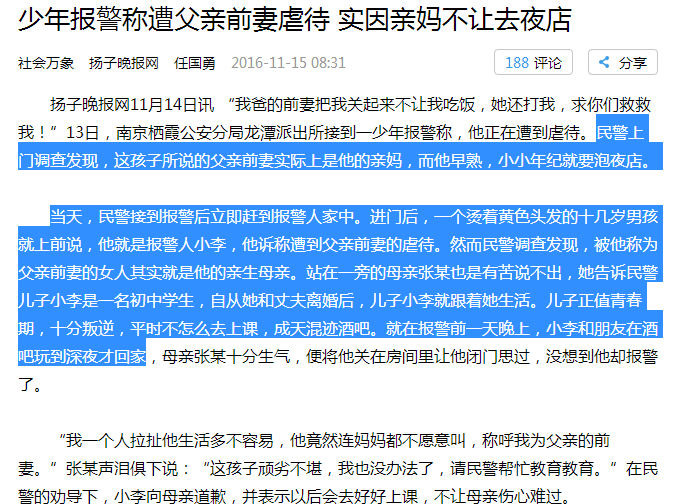 少年报警称遭父亲前妻虐待 实因亲妈不让去夜店
社会万象 扬子晚报网 任国勇 2016-11-15 08:31 188 评论 分享
扬子晚报网11月14日讯 “我爸的前妻把我关起来不让我吃饭，她还打我，求你们救救
我！”13日，南京栖霞公安分局龙潭派出所接到一少年报警称，他正在遭到虐待。民警上
门调查发现，这孩子所说的父亲前妻实际上是他的亲妈，而他早熟，小小年纪就要泡夜店。
当天，民警接到报警后立即赶到报警人家中。进门后，一个烫着黄色头发的十几岁男孩
就上前说，他就是报警人小李，他诉称遭到父亲前妻的虐待。然而民警调查发现，被他称为
父亲前妻的女人其实就是他的亲生母亲。站在一旁的母亲张某也是有苦说不出，她告诉民警
儿子小李是一名初中学生，自从她和丈夫离婚后，儿子小李就跟着她生活。儿子正值青春
期，十分叛逆，平时不怎么去上课，成天混迹酒吧。就在报警前一天晚上，小李和朋友在酒
吧玩到深夜才回家，母亲张某十分生气，便将他关在房间里让他闭门思过，没想到他却报警
了。
“我一个人拉扯他生活多不容易，他竟然连妈妈都不愿意叫，称呼我为父亲的前
妻。”张某声泪俱下说：“这孩子顽劣不堪，我也没办法了，请民警帮忙教育教育。”在民
警的劝导下，小李向母亲道歉，并表示以后会去好好上课，不让母亲伤心难过。